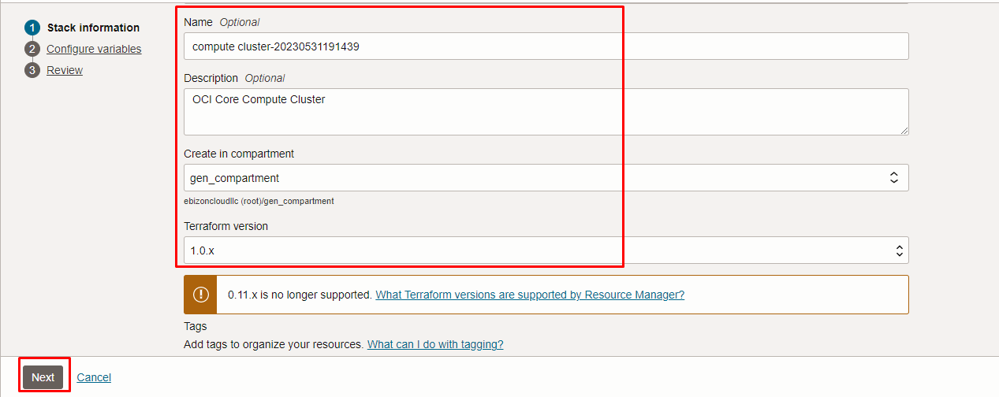 1 Stack information
2 Configure variables
3 Review
Name Optional
compute cluster-20230531191439
Description Optional
OCI Core Compute Cluster
Create in compartment
gen_compartment
ebizoncloudllc (root)/gen_compartment
Terraform version
1.0.x
0.11.x is no longer supported. What Terraform versions are supported by Resource Manager?
Tags
Add tags to organize your resources. What can I do with tagging?
Next Cancel